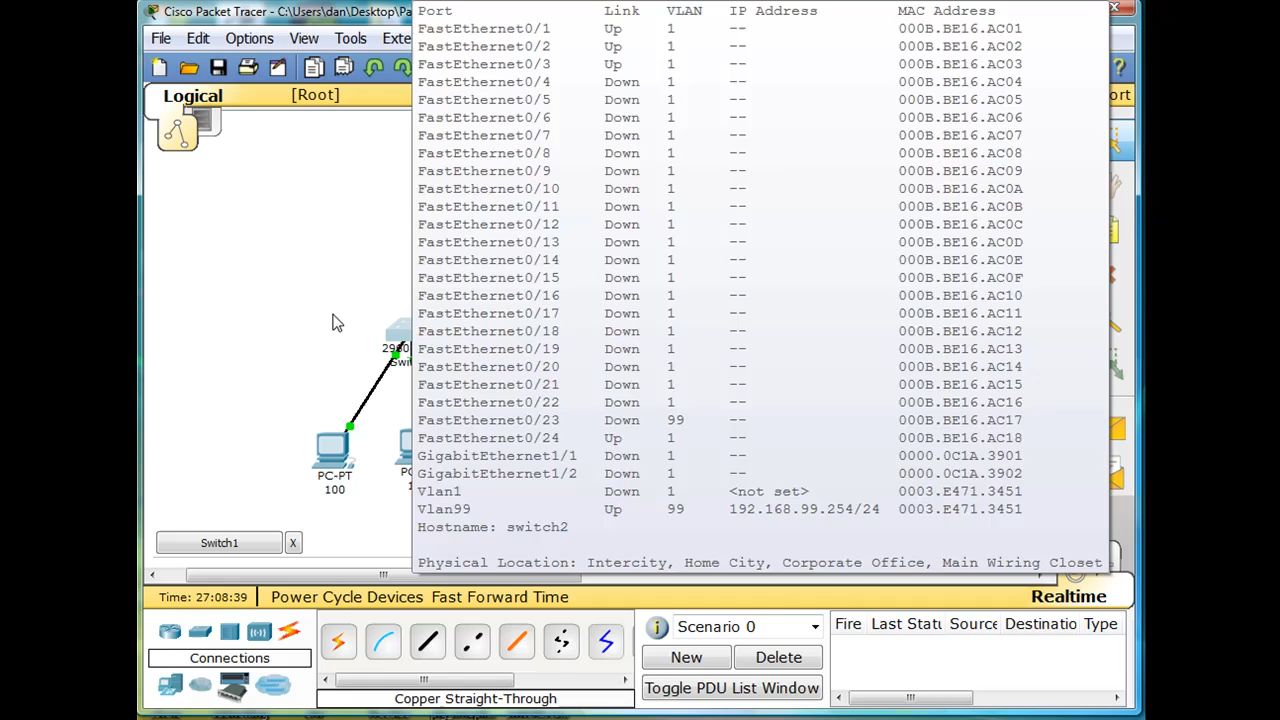 Cisco Packet Tracer - C:\Users\dan\Desktop\Pa
File Edit Options View Tools Exte
Logical [Root] ort
Port Link VLAN IP Address MAC Address
FastEthernet0/1 Up 1 -- 000B.BE16.AC01
FastEthernet0/2 Up 1 -- 000B.BE16.AC02
FastEthernet0/3 Up 1 -- 000B.BE16.AC03
FastEthernet0/4 Down 1 -- 000B.BE16.AC04
FastEthernet0/5 Down 1 -- 000B.BE16.AC05
FastEthernet0/6 Down 1 -- 000B.BE16.AC06
FastEthernet0/7 Down 1 -- 000B.BE16.AC07
FastEthernet0/8 Down 1 -- 000B.BE16.AC08
FastEthernet0/9 Down 1 -- 000B.BE16.AC09
FastEthernet0/10 Down 1 -- 000B.BE16.AC0A
FastEthernet0/11 Down 1 -- 000B.BE16.AC0B
FastEthernet0/12 Down 1 -- 000B.BE16.AC0C
FastEthernet0/13 Down 1 -- 000B.BE16.AC0D
FastEthernet0/14 Down 1 -- 000B.BE16.AC0E
FastEthernet0/15 Down 1 -- 000B.BE16.AC0F
FastEthernet0/16 Down 1 -- 000B.BE16.AC10
FastEthernet0/17 Down 1 -- 000B.BE16.AC11
FastEthernet0/18 Down 1 -- 000B.BE16.AC12
FastEthernet0/19 Down 1 -- 000B.BE16.AC13
FastEthernet0/20 Down 1 -- 000B.BE16.AC14
FastEthernet0/21 Down 1 -- 000B.BE16.AC15
FastEthernet0/22 Down 1 -- 000B.BE16.AC16
FastEthernet0/23 Down 99 -- 000B.BE16.AC17
FastEthernet0/24 Up 1 -- 000B.BE16.AC18
GigabitEthernet1/1 Down 1 -- 0000.0C1A.3901
GigabitEthernet1/2 Down 1 -- 0000.0C1A.3902
Vlan1 Down 1 <not set> 0003.E471.3451
Vlan99 Up 99 192.168.99.254/24 0003.E471.3451
Hostname: switch2
Physical Location: Intercity, Home City, Corporate Office, Main Wiring Closet
Swi
PC-PT
100
Switch1 X
Time: 27:08:39 Power Cycle Devices Fast Forward Time Realtime
Scenario 0
Fire Last Statu Source Destinatio Type
Connections
New Delete
Toggle PDU List Window
Copper Straight-Through